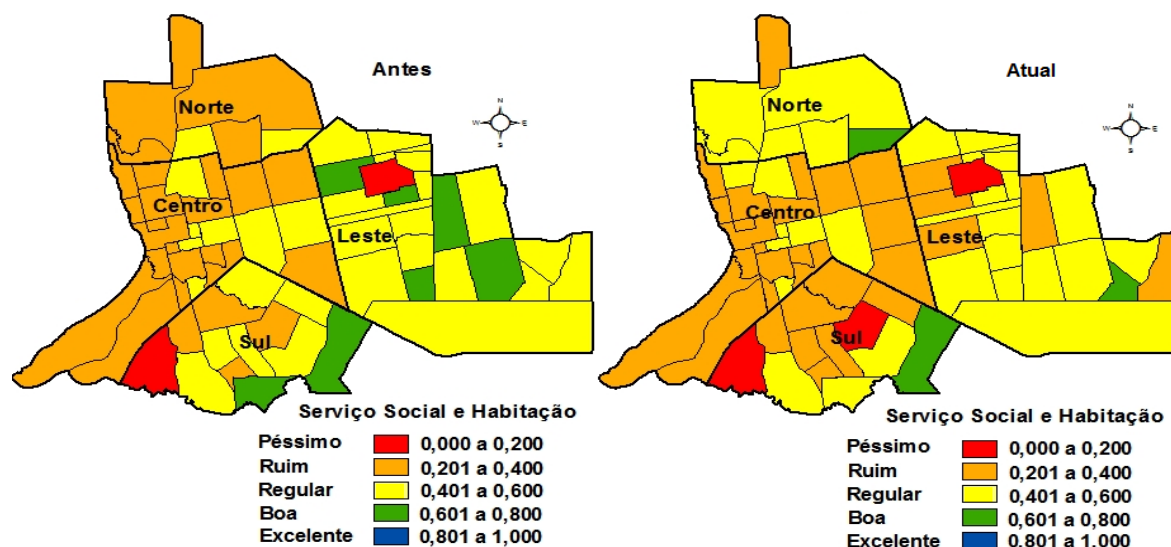 Antes
Norte
N
W E
S
Centro
Leste
Sul
Serviço Social e Habitação
Péssimo 0,000 a 0,200
Ruim 0,201 a 0,400
Regular 0,401 a 0,600
Boa 0,601 a 0,800
Excelente 0,801 a 1,000
Atual
Norte
N
W E
S
Centro
Leste
Sul
Serviço Social e Habitação
Péssimo 0,000 a 0,200
Ruim 0,201 a 0,400
Regular 0,401 a 0,600
Boa 0,601 a 0,800
Excelente 0,801 a 1,000